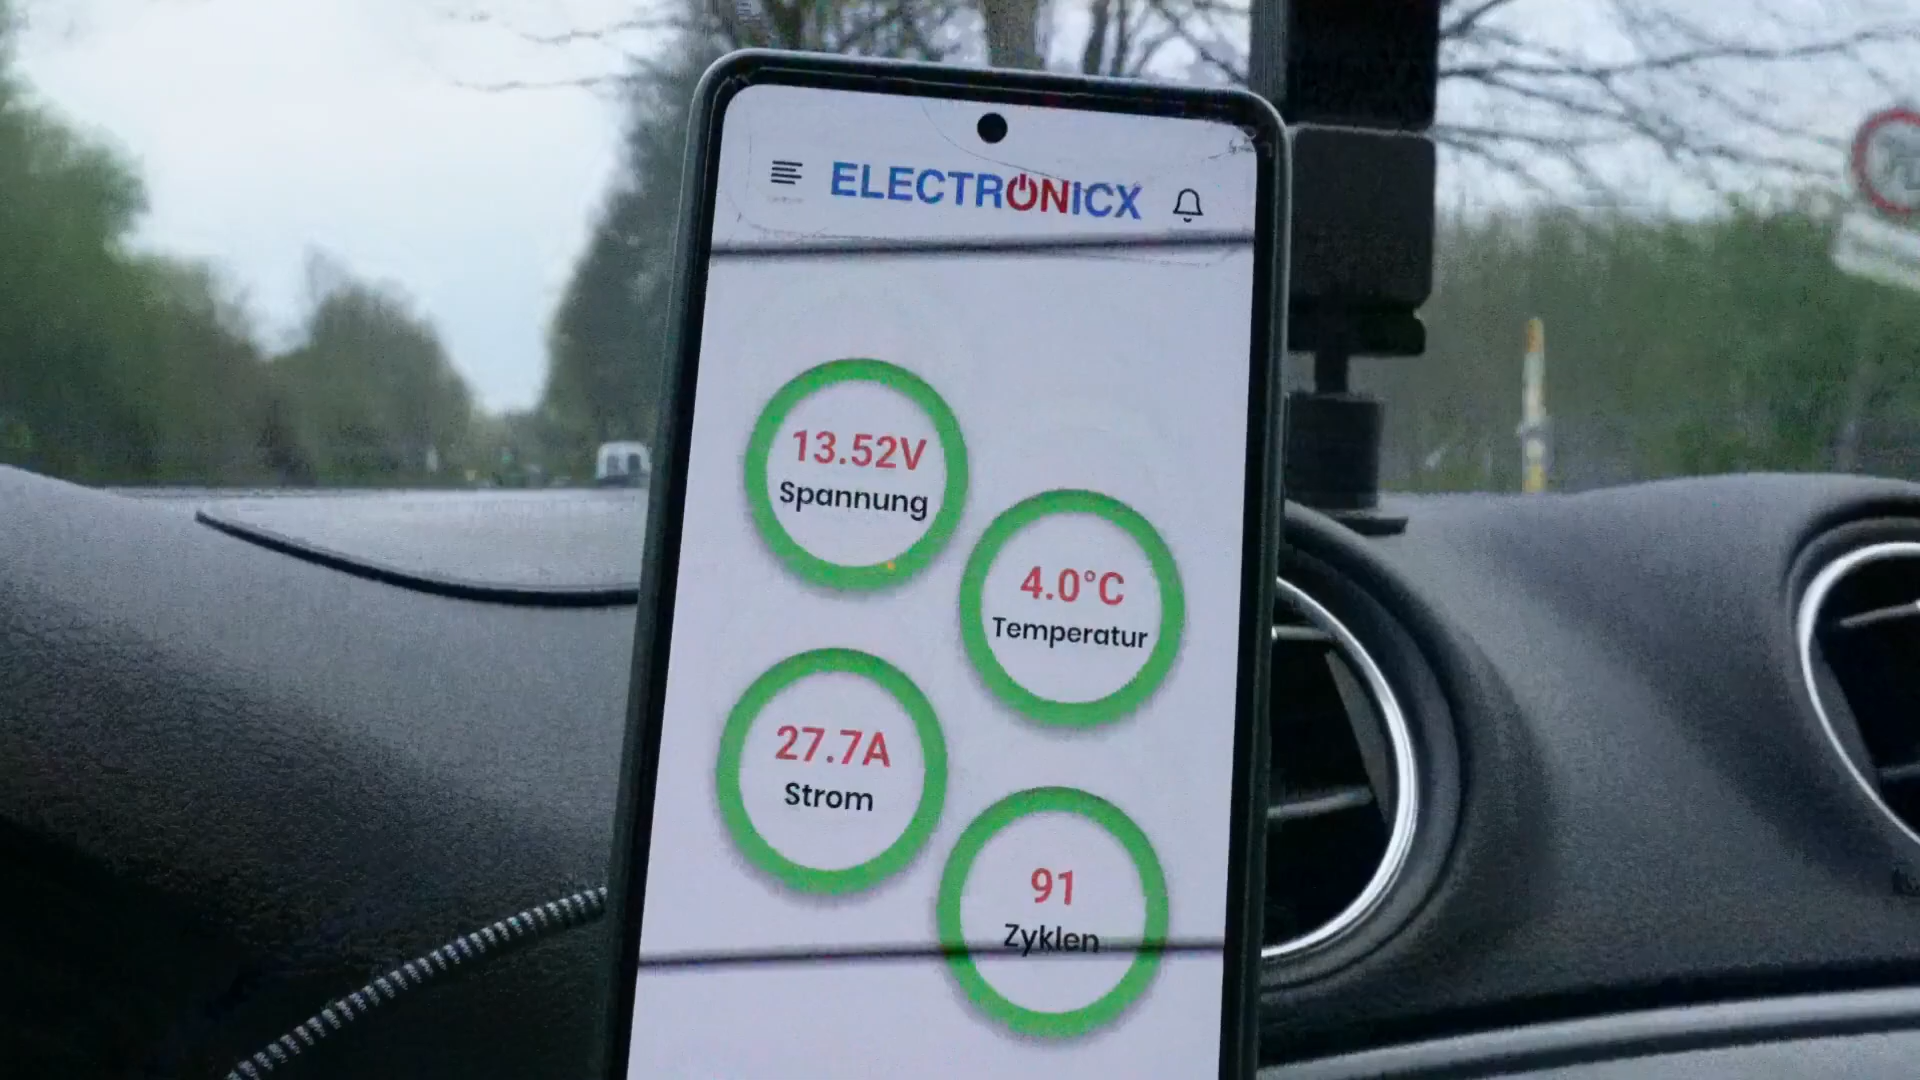 ELECTRONICX
13.52V
Spannung
4.0°C
Temperatur
27.7A
Strom
91
Zyklen